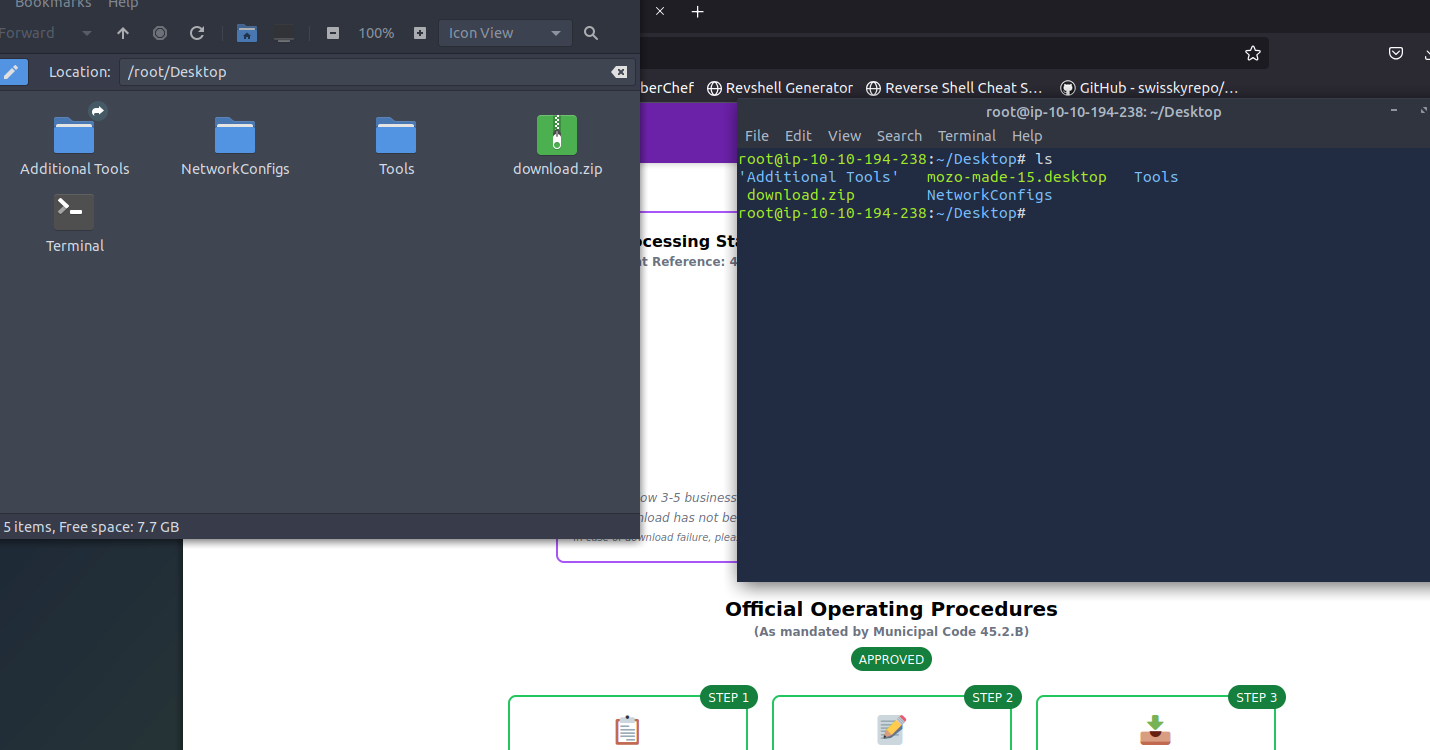 Bookmarks Help
Forward 100% Icon View
Location: /root/Desktop
Additional Tools NetworkConfigs Tools download.zip
Terminal
5 items, Free space: 7.7 GB
berChef Revshell Generator Reverse Shell Cheat S... GitHub - swisskyrepo/...
ocessing Sta
t Reference: 4
ow 3-5 business
nload has not be
In case of download failure, plea
root@ip-10-10-194-238: ~/Desktop
File Edit View Search Terminal Help
root@ip-10-10-194-238:~/Desktop# ls
'Additional Tools' mozo-made-15.desktop Tools
download.zip NetworkConfigs
root@ip-10-10-194-238:~/Desktop#
Official Operating Procedures
(As mandated by Municipal Code 45.2.B)
APPROVED
STEP 1 STEP 2 STEP 3